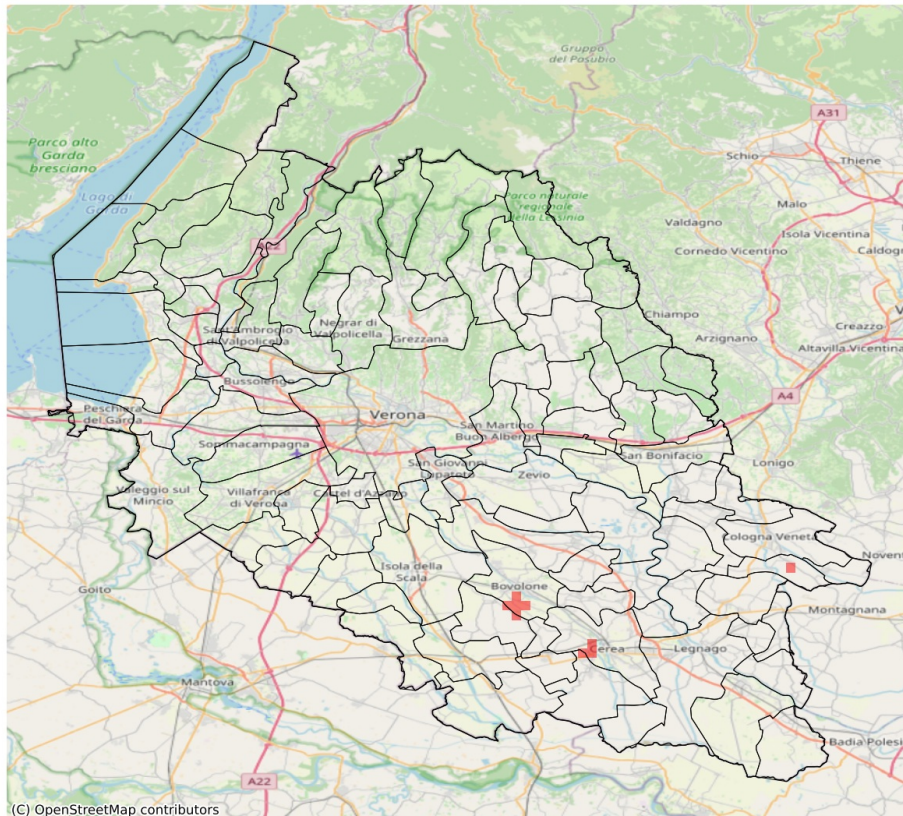 Gruppo
del Pasubio
A31
Schio
Thiene
Parco alto
Garda
bresciano
Lago di
Garda
Parco naturale
regionale
della Lessinia
Malo
Valdagno
Isola Vicentina
Cornedo Vicentino
Caldogn
A22
Chiampo
Sant'Ambrogio
di Valpolicella
Negrar di
Valpolicella
Grezzana
Arzignano
Creazzo
Altavilla Vicentina
Bussolengo
A4
Peschiera
del Garda
Verona
Sommacampagna
San Martino
Buon Albergo
San Bonifacio
Lonigo
San Giovanni
Lupatoto
Zevio
Valeggio sul
Mincio
Villafranca
di Verona
Castel d'Azzano
Cologna Veneta
Novent
Isola della
Scala
Goito
Bovolone
Montagnana
Cerea
Legnago
Mantova
Badia Polesi
A22
(C) OpenStreetMap contributors